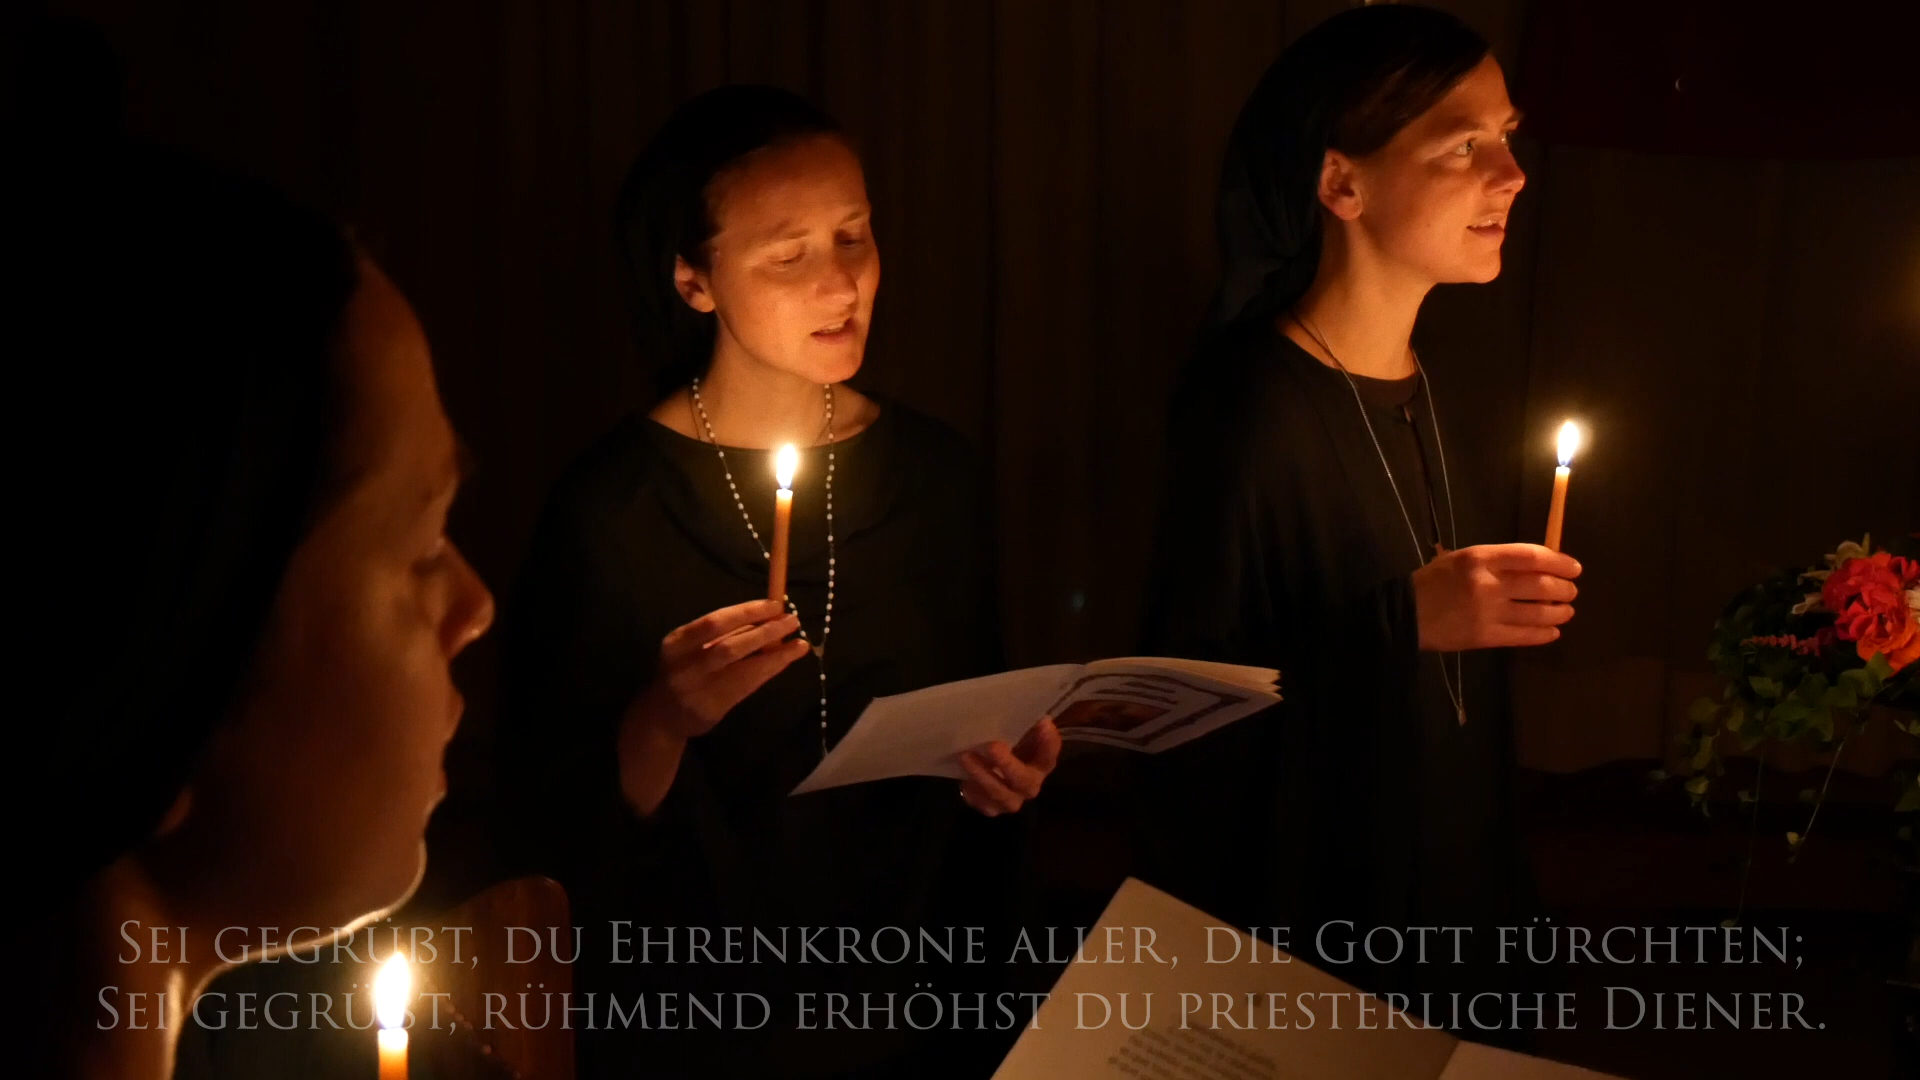 Sei gegrüßt, du Ehrenkrone aller, die Gott fürchten;
Sei gegrüßt, rühmend erhöhst du priesterliche Diener.